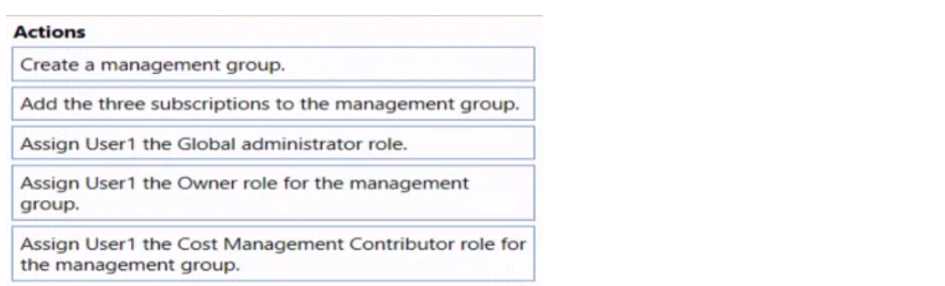 Actions
Create a management group.
Add the three subscriptions to the management group.
Assign User1 the Global administrator role.
Assign User1 the Owner role for the management
group.
Assign User1 the Cost Management Contributor role for
the management group.